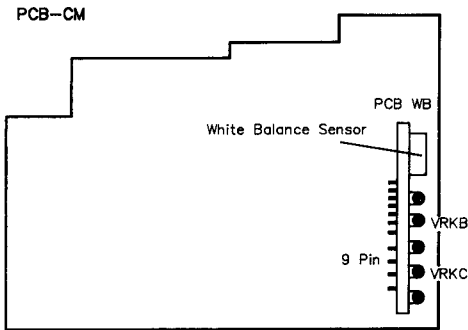 PCB-CM
PCB WB
White Balance Sensor
VRKB
9 Pin
VRKC